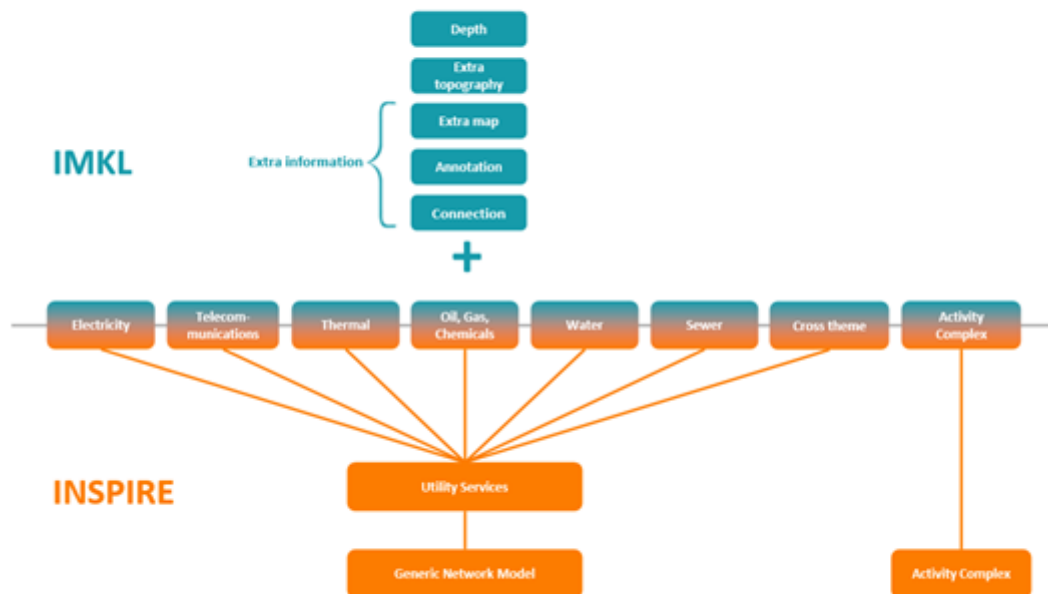 Depth
Extra
topography
Extra map
IMKL
Extra information
Annotation
Connection
+
Electricity
Telecom-
munications
Thermal
Oil, Gas,
Chemicals
Water
Sewer
Cross theme
Activity
Complex
Utility Services
INSPIRE
Generic Network Model
Activity Complex